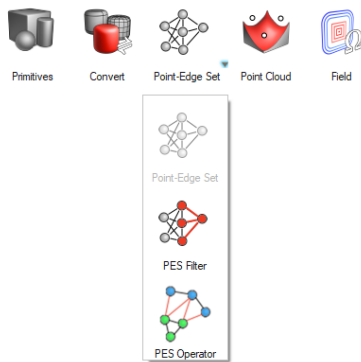 Primitives Convert Point-Edge Set Point Cloud Field
Point-Edge Set
PES Filter
PES Operator